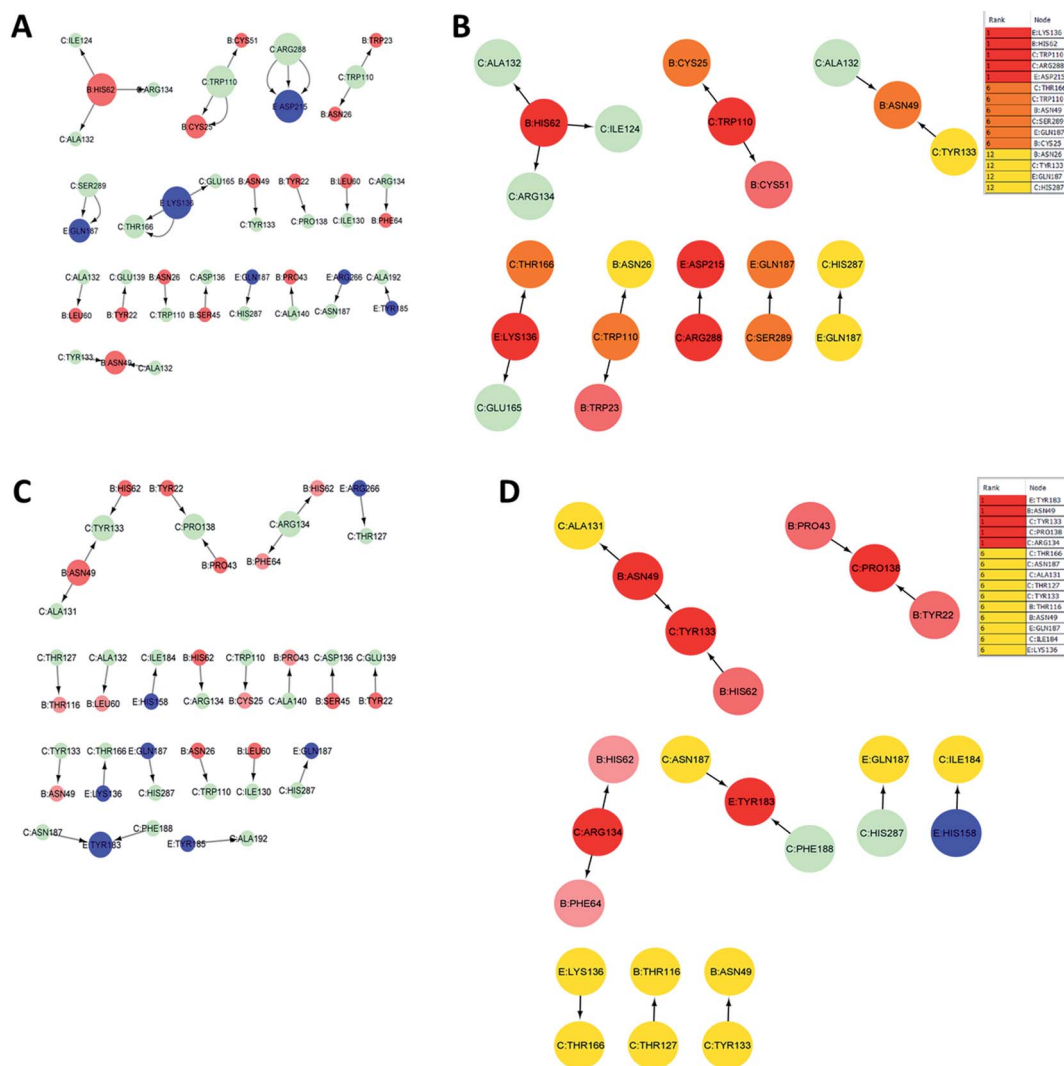 A
C:ILE124
B:HIS62
C:ARG134
C:ALA132
B:CYS51
C:TRP110
B:CYS25
C:ARG288
E:ASP215
B:TRP23
C:TRP110
B:ASN26
C:SER289
E:GLN187
C:GLU165
E:LYS136
C:THR166
B:ASN49
C:TYR133
B:TYR22
C:PRO138
B:LEU60
C:ILE130
C:ARG134
B:PHE64
C:ALA132
B:LEU60
C:GLU139
B:TYR22
B:ASN26
C:TRP110
C:ASP136
B:SER45
E:GLN187
C:HIS287
B:PRO43
C:ALA140
E:ARG266
C:ASN187
C:ALA192
E:TYR185
C:TYR133
B:ASN49
C:ALA132
B
C:ALA132
B:HIS62
C:ILE124
C:ARG134
B:CYS25
C:TRP110
B:CYS51
C:ALA132
B:ASN49
C:TYR133
C:THR166
E:LYS136
C:GLU165
B:ASN26
C:TRP110
B:TRP23
E:ASP215
C:ARG288
E:GLN187
C:SER289
C:HIS287
E:GLN187
Rank Node
1 E:LYS136
1 B:HIS62
1 C:TRP110
1 C:ARG288
1 E:ASP215
6 C:THR166
6 C:TRP110
6 B:ASN49
6 C:SER289
6 E:GLN187
6 B:CYS25
12 B:ASN26
12 C:TYR133
12 E:GLN187
12 C:HIS287
C
B:HIS62
C:TYR133
B:ASN49
C:ALA131
B:TYR22
C:PRO138
B:PRO43
B:HIS62
C:ARG134
B:PHE64
E:ARG266
C:THR127
C:THR127
B:THR116
C:ALA132
B:LEU60
C:ILE184
E:HIS158
B:HIS62
C:ARG134
C:TRP110
B:CYS25
B:PRO43
C:ALA140
C:ASP136
B:SER45
C:GLU139
B:TYR22
C:TYR133
B:ASN49
C:THR166
E:LYS136
E:GLN187
C:HIS287
B:ASN26
C:TRP110
B:LEU60
C:ILE130
E:GLN187
C:HIS287
C:ASN187
E:TYR183
C:PHE188
E:TYR185
C:ALA192
D
C:ALA131
B:ASN49
C:TYR133
B:HIS62
B:PRO43
C:PRO138
B:TYR22
B:HIS62
C:ARG134
B:PHE64
C:ASN187
E:TYR183
C:PHE188
E:GLN187
C:HIS287
C:ILE184
E:HIS158
E:LYS136
C:THR166
B:THR116
C:THR127
B:ASN49
C:TYR133
Rank Node
1 E:TYR183
1 B:ASN49
1 C:TYR133
1 C:PRO138
1 C:ARG134
6 C:THR166
6 C:ASN187
6 C:ALA131
6 C:THR127
6 C:TYR133
6 B:THR116
6 B:ASN49
6 E:GLN187
6 C:ILE184
6 E:LYS136